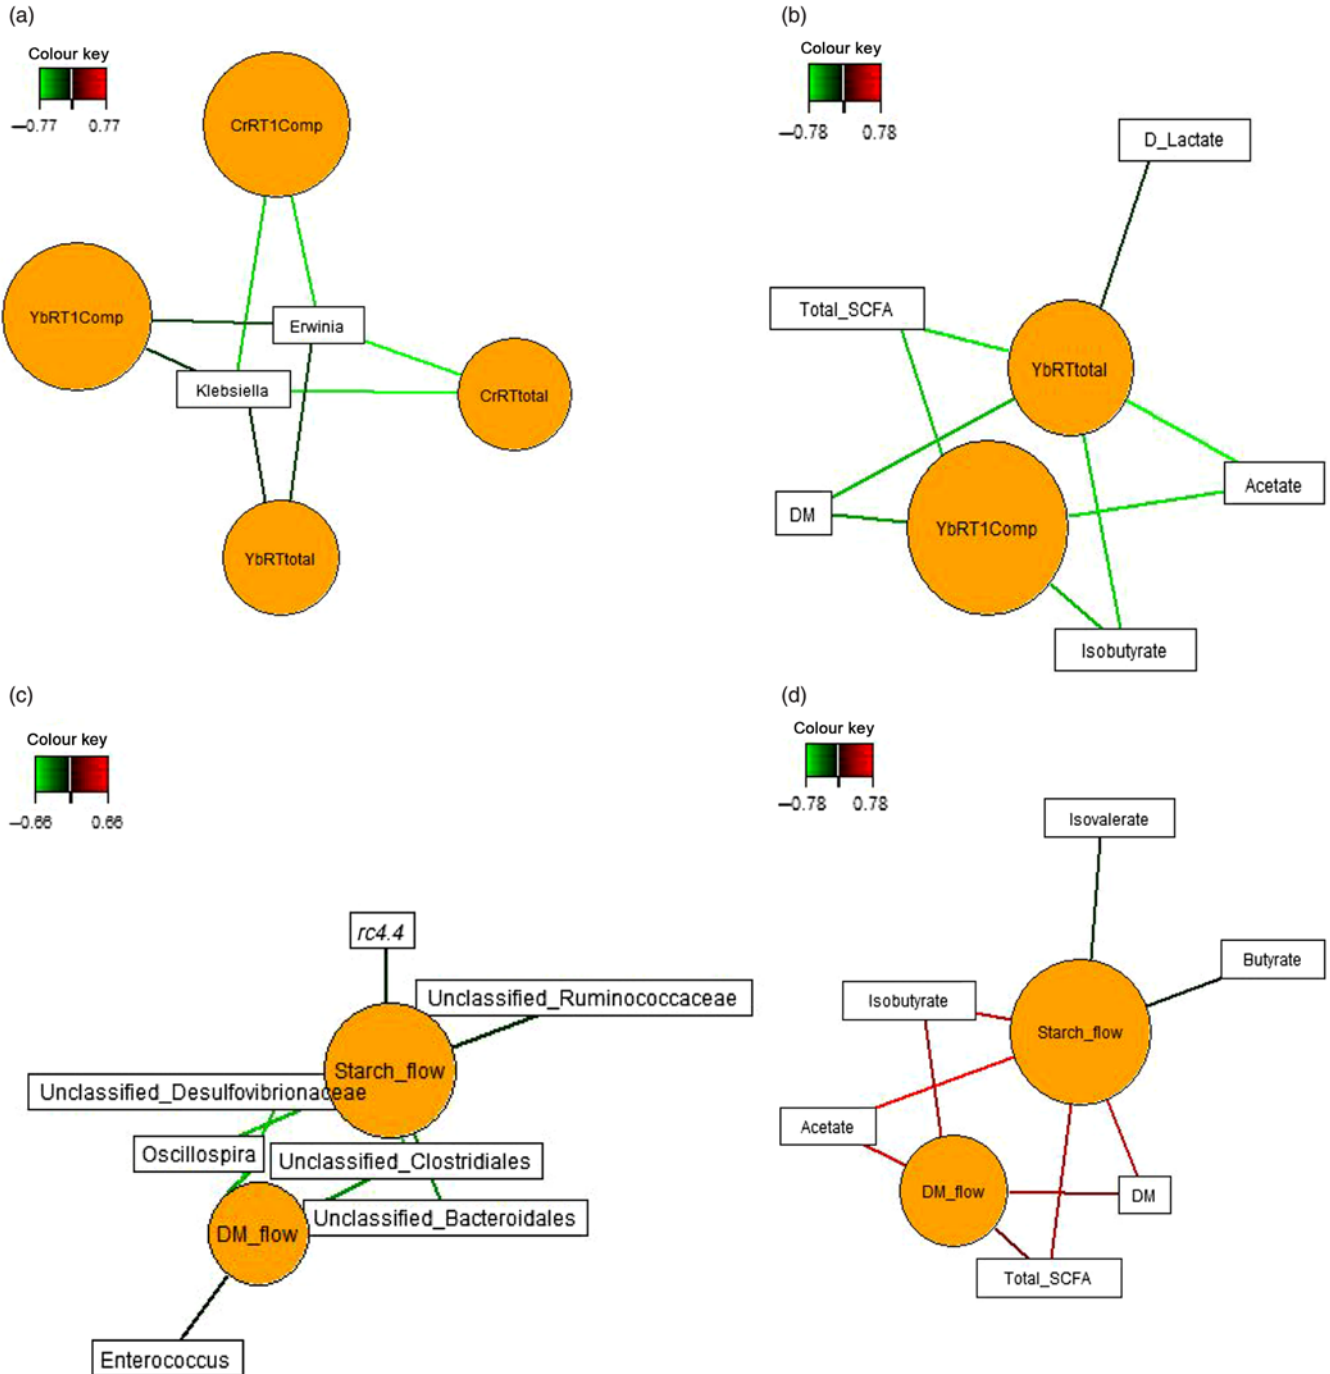 (a)
Colour key
—0.77 0.77
CrRT1Comp
YbRT1Comp
Erwinia
Klebsiella
CrRTtotal
YbRTtotal
(b)
Colour key
—0.78 0.78
D_Lactate
Total_SCFA
YbRTtotal
Acetate
DM
YbRT1Comp
Isobutyrate
(c)
Colour key
—0.66 0.66
rc4.4
Unclassified_Ruminococcaceae
Starch_flow
Unclassified_Desulfovibrionaceae
Oscillospira
Unclassified_Clostridiales
Unclassified_Bacteroidales
DM_flow
Enterococcus
(d)
Colour key
—0.78 0.78
Isovalerate
Butyrate
Isobutyrate
Starch_flow
Acetate
DM_flow
DM
Total_SCFA